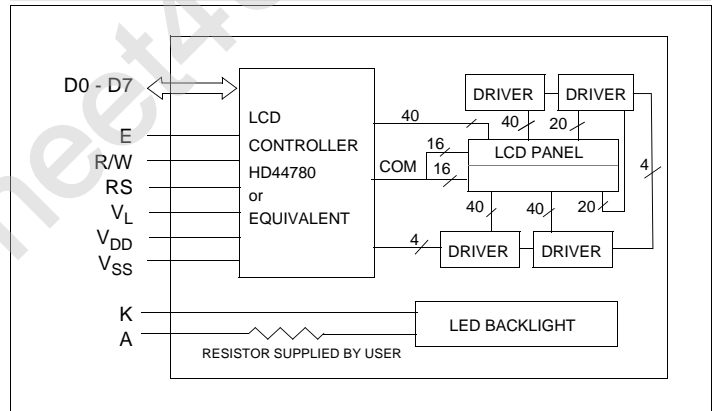 D0 - D7
E
R/W
RS
VL
VDD
VSS
K
A
LCD
CONTROLLER
HD44780
or
EQUIVALENT
40
COM
16
16
4
DRIVER
DRIVER
40
20
LCD PANEL
4
40
40
20
DRIVER
DRIVER
LED BACKLIGHT
RESISTOR SUPPLIED BY USER